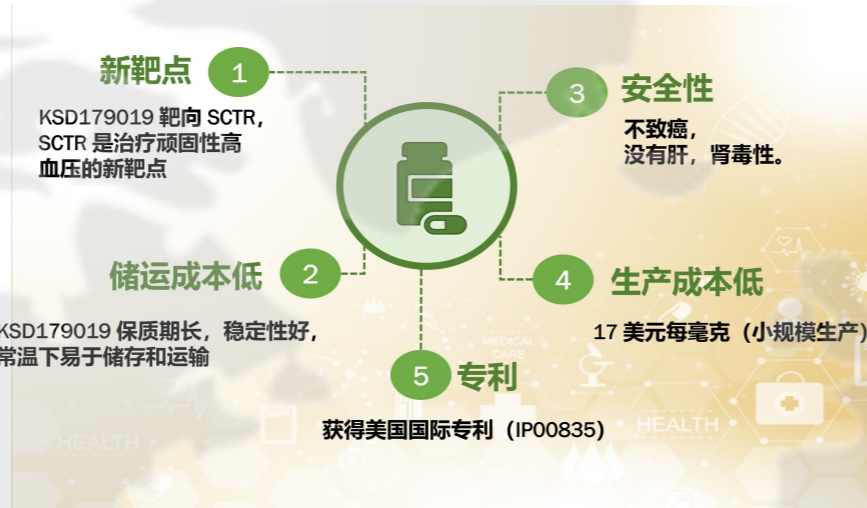 新靶点
1
KSD179019 靶向 SCTR，
SCTR 是治疗顽固性高
血压的新靶点
储运成本低
2
KSD179019 保质期长，稳定性好，
常温下易于储存和运输
3
安全性
不致癌，
没有肝，肾毒性。
4
生产成本低
17 美元每毫克（小规模生产）
5
专利
获得美国国际专利（IP00835）
MEDICAL
CARE
HEALTH
HEALTH